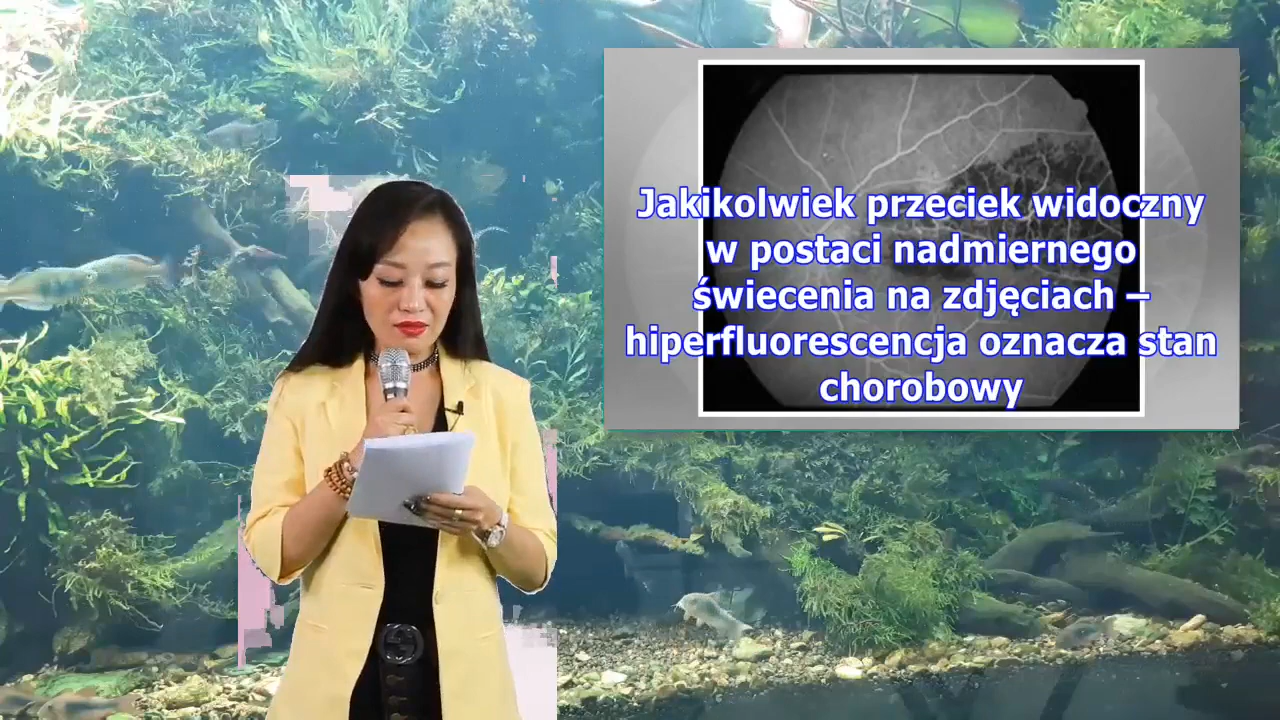 Jakikolwiek przeciek widoczny
w postaci nadmiernego
świecenia na zdjęciach –
hiperfluorescencja oznacza stan
chorobowy